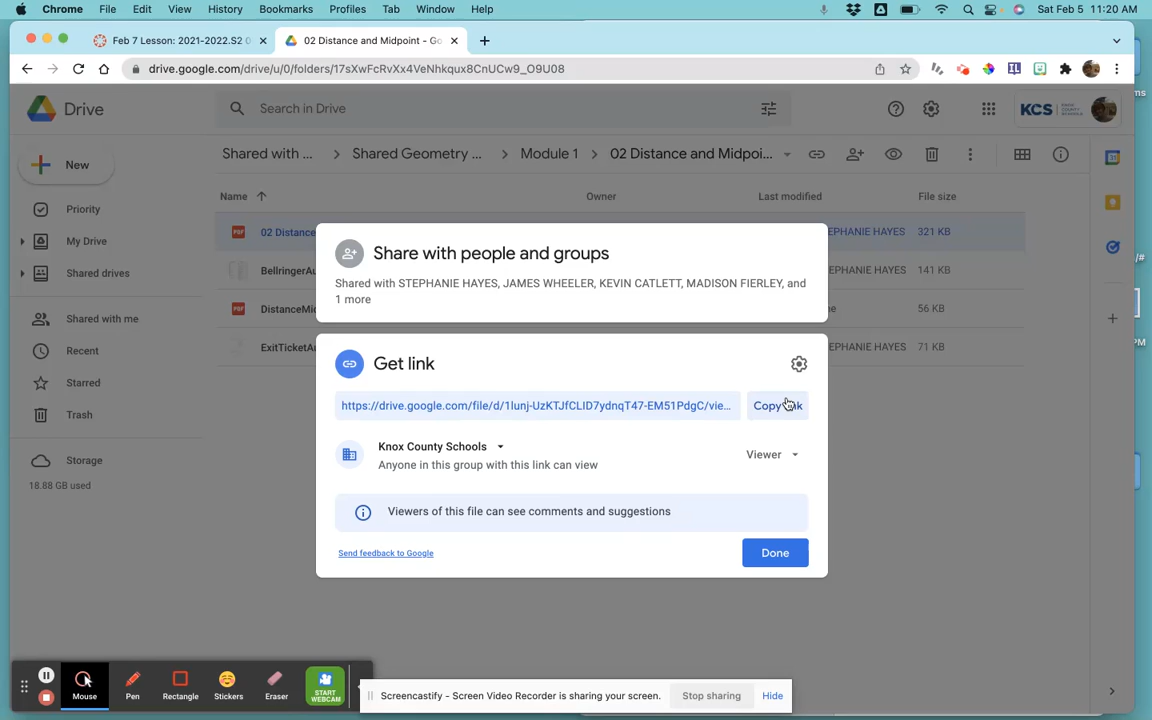 Chrome File Edit View History Bookmarks Profiles Tab Window Help Sat Feb 5 11:20 AM
Feb 7 Lesson: 2021-2022.S2 02 Distance and Midpoint - Go
drive.google.com/drive/u/0/folders/17sXwFcRvXx4VeNhkqux8CnUCw9_O9U08
Drive Search in Drive KCS
New
Shared with ... Shared Geometry ... Module 1 02 Distance and Midpoi...
Name Owner Last modified File size
Priority
My Drive
Shared drives
Shared with me
Recent
Starred
Trash
Storage
18.88 GB used
PDF 02 Distance EPHANIE HAYES 321 KB
BellringerAu EPHANIE HAYES 141 KB
PDF DistanceMid ne 56 KB
ExitTicketAu EPHANIE HAYES 71 KB
Share with people and groups
Shared with STEPHANIE HAYES, JAMES WHEELER, KEVIN CATLETT, MADISON FIERLEY, and
1 more
Get link
https://drive.google.com/file/d/1lunj-UzKTJfCLID7ydnqT47-EM51PdgC/vie...
Knox County Schools
Anyone in this group with this link can view
Viewer
Viewers of this file can see comments and suggestions
Send feedback to Google
Done
ms
/#
PM
Mouse Pen Rectangle Stickers Eraser START
WEBCAM
Screencastify - Screen Video Recorder is sharing your screen. Stop sharing Hide